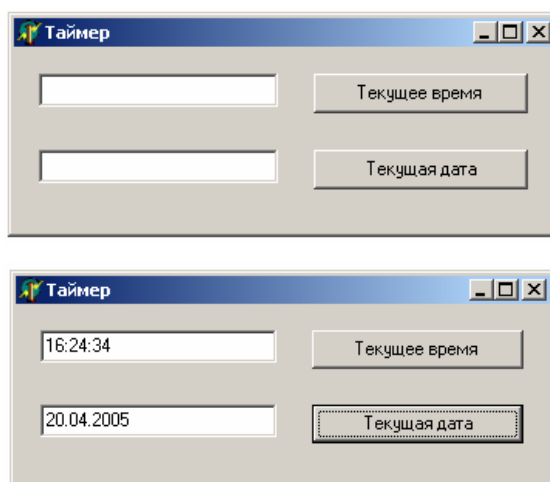 Таймер
Текущее время
Текущая дата
Таймер
16:24:34
Текущее время
20.04.2005
Текущая дата